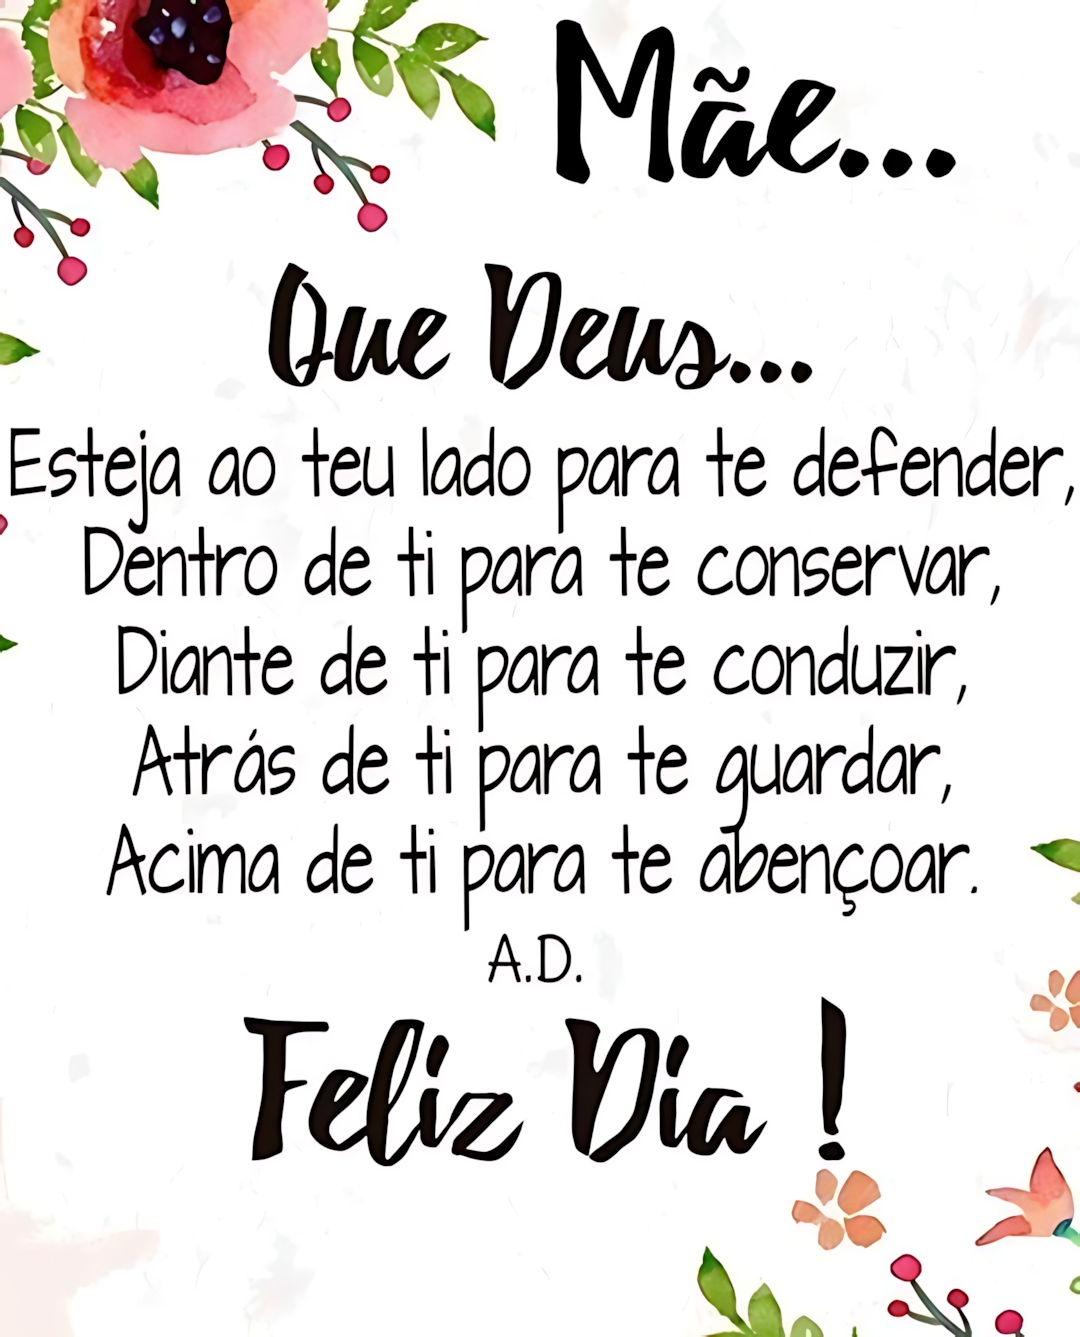 Mãe...
Que Deus...
Esteja ao teu lado para te defender,
Dentro de ti para te conservar,
Diante de ti para te conduzir,
Atrás de ti para te guardar,
Acima de ti para te abençoar.
A.D.
Feliz Dia !